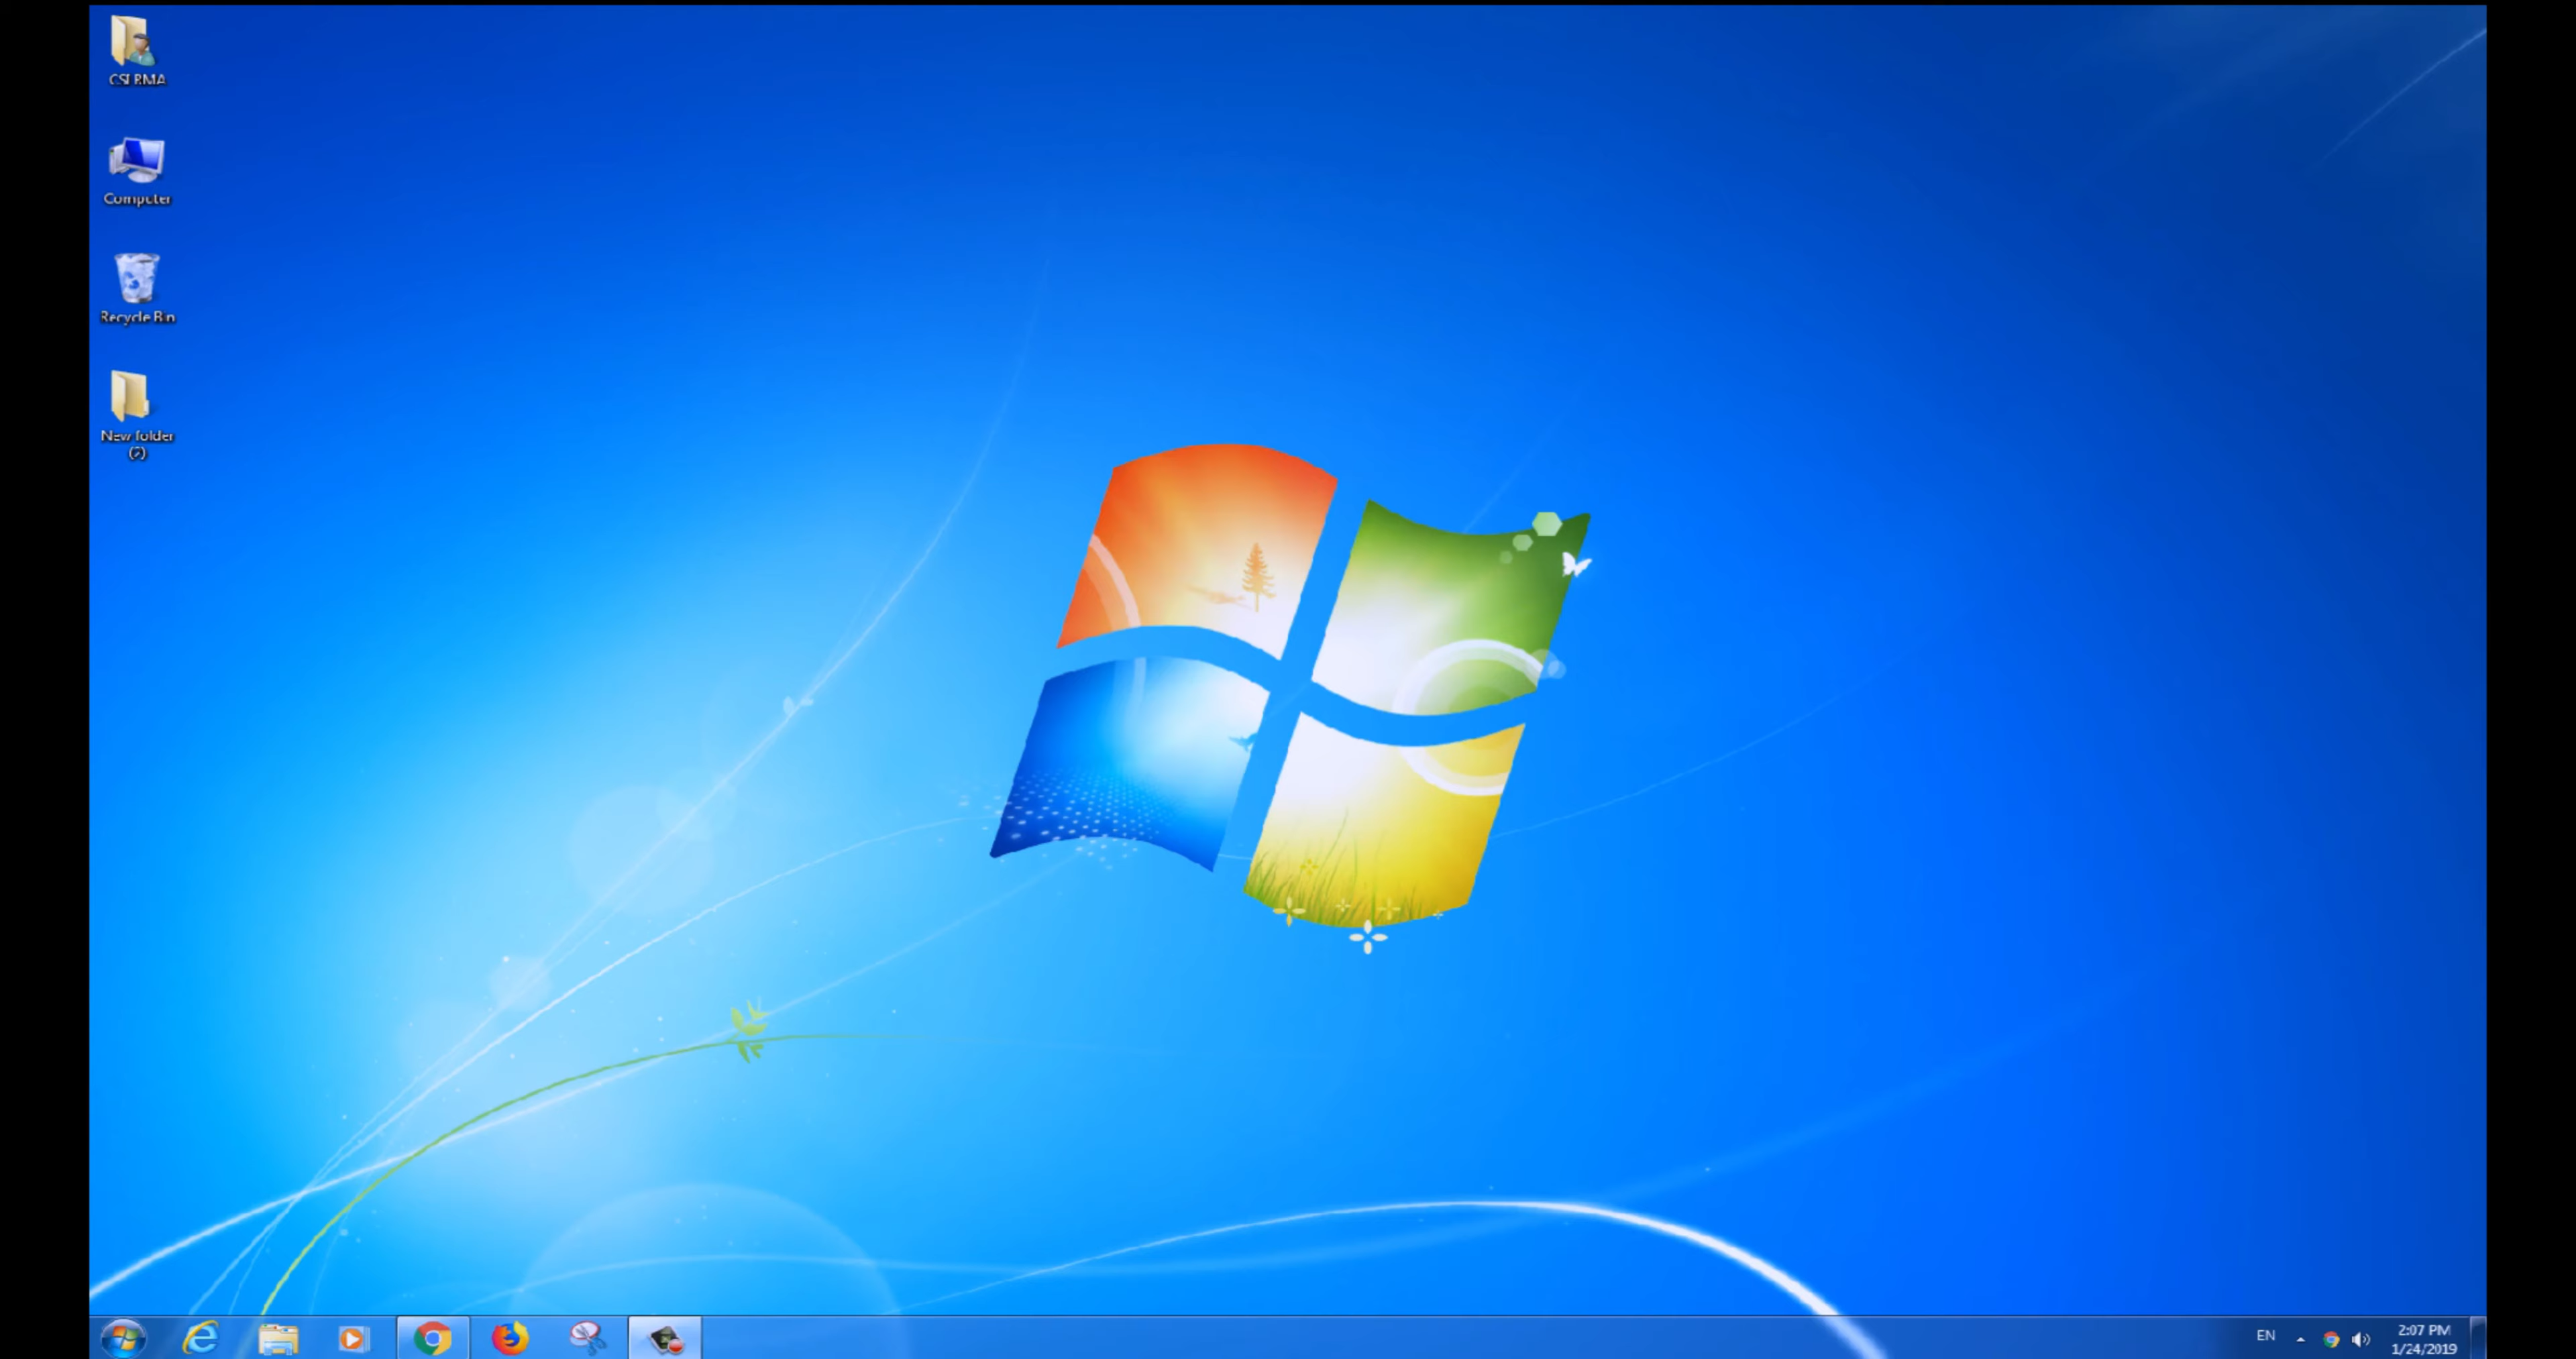 CSI RMA
Computer
Recycle Bin
New folder
(2)
EN
2:07 PM
1/24/2019